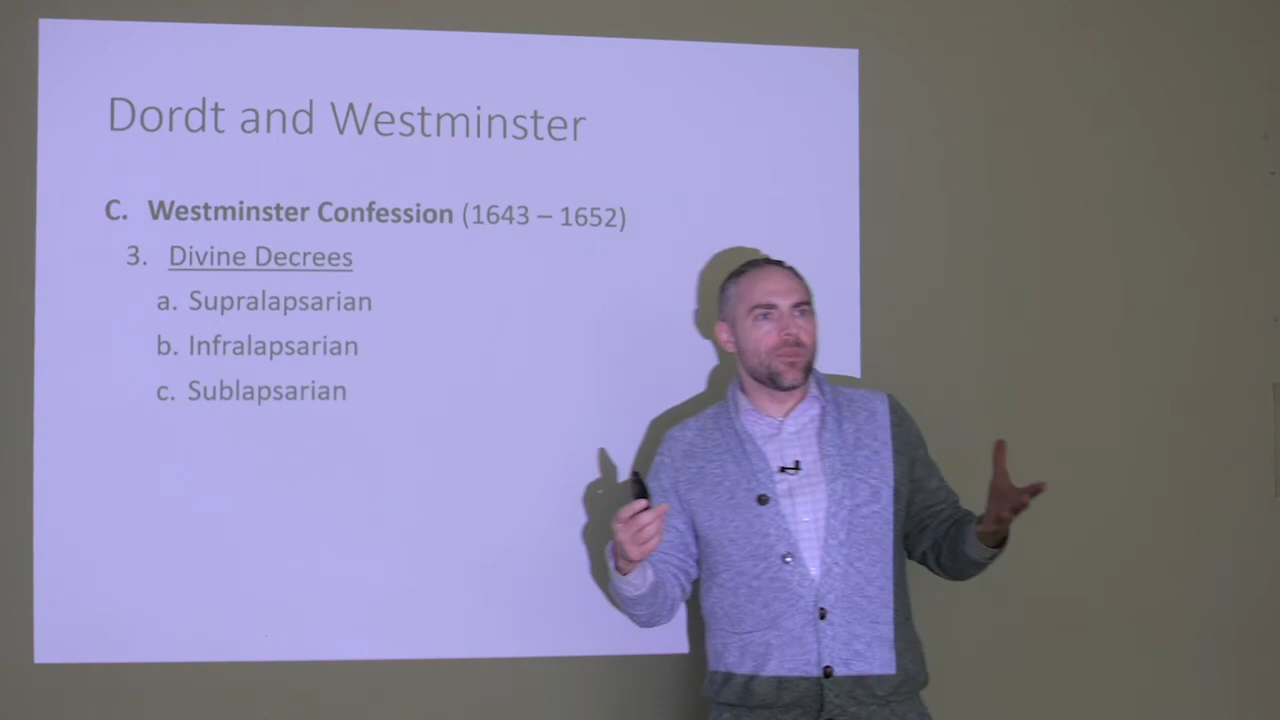 Dordt and Westminster
C. Westminster Confession (1643 – 1652)
3. Divine Decrees
a. Supralapsarian
b. Infralapsarian
c. Sublapsarian